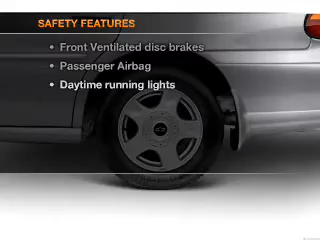 SAFETY FEATURES
• Front Ventilated disc brakes
• Passenger Airbag
• Daytime running lights